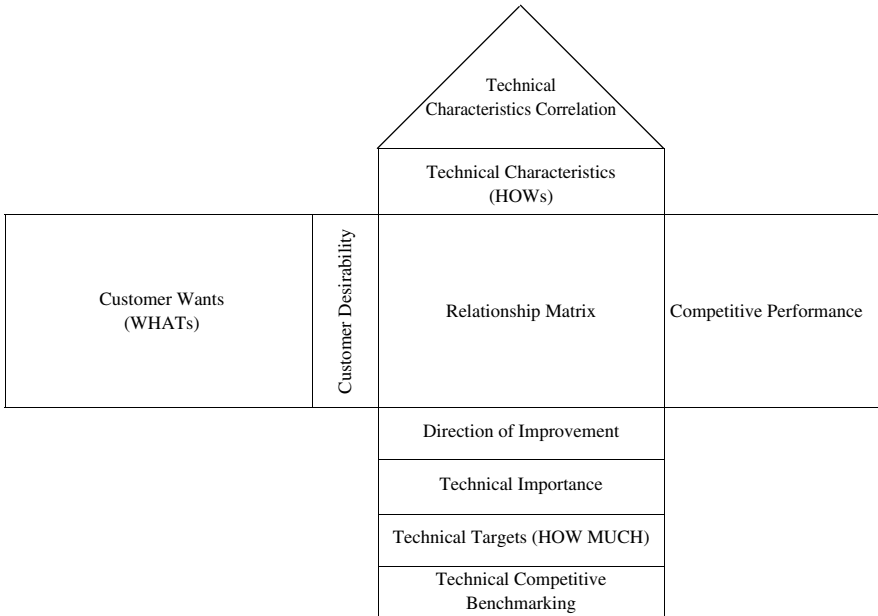 Technical
Characteristics Correlation
Technical Characteristics
(HOWs)
Customer Wants
(WHATs)
Customer Desirability
Relationship Matrix
Competitive Performance
Direction of Improvement
Technical Importance
Technical Targets (HOW MUCH)
Technical Competitive
Benchmarking